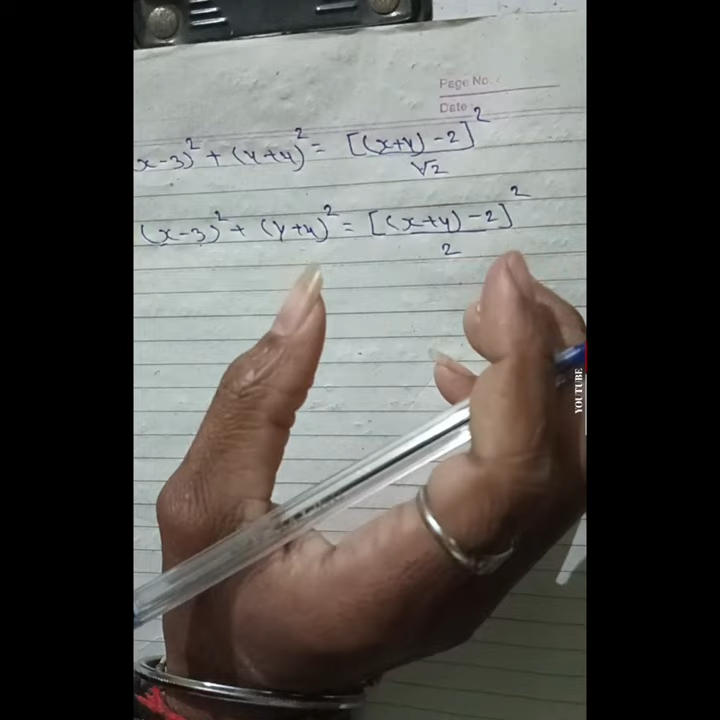 Page No.
Date
x-3)² + (y+4)² = [(x+y) -2]²
√2
(x-3)² + (y+4)² = [(x+y) -2]²
2
YOUTUBE